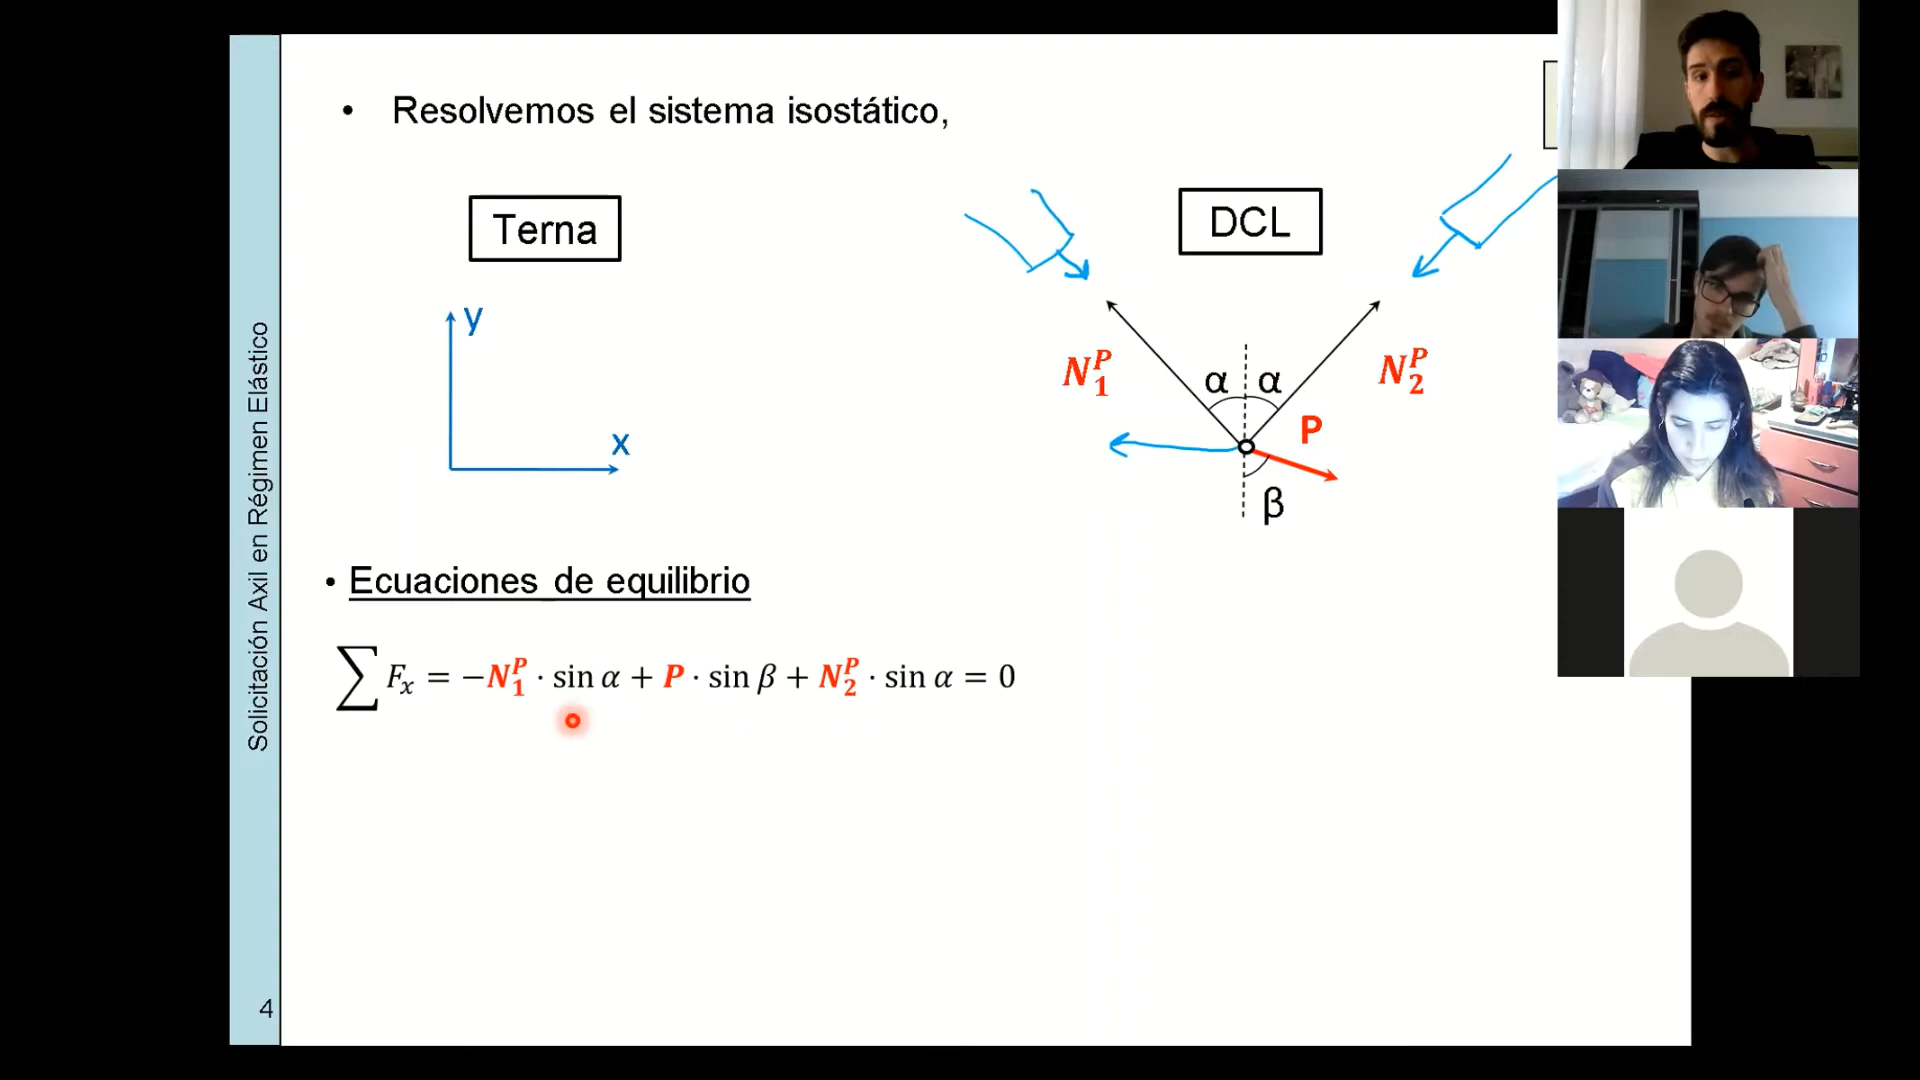 Resolvemos el sistema isostático,
Terna
DCL
y
x
N₁ᴾ
α
α
N₂ᴾ
P
β
Solicitación Axil en Régimen Elástico
• Ecuaciones de equilibrio
∑ Fₓ = −N₁ᴾ · sin α + P · sin β + N₂ᴾ · sin α = 0
4